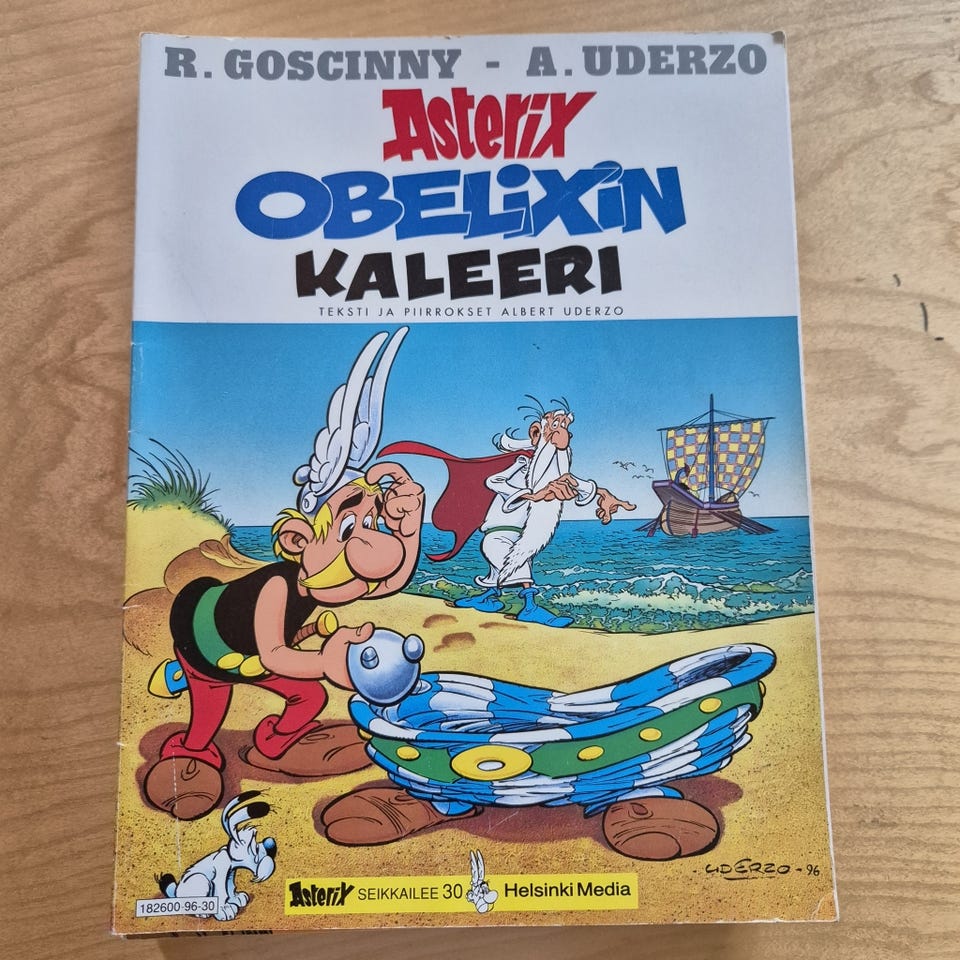 R. GOSCINNY - A. UDERZO
Asterix
OBELiXiN
KALEERI
TEKSTI JA PIIRROKSET ALBERT UDERZO
UDERZO - 96
Asterix SEIKKAILEE 30 Helsinki Media
182600-96-30